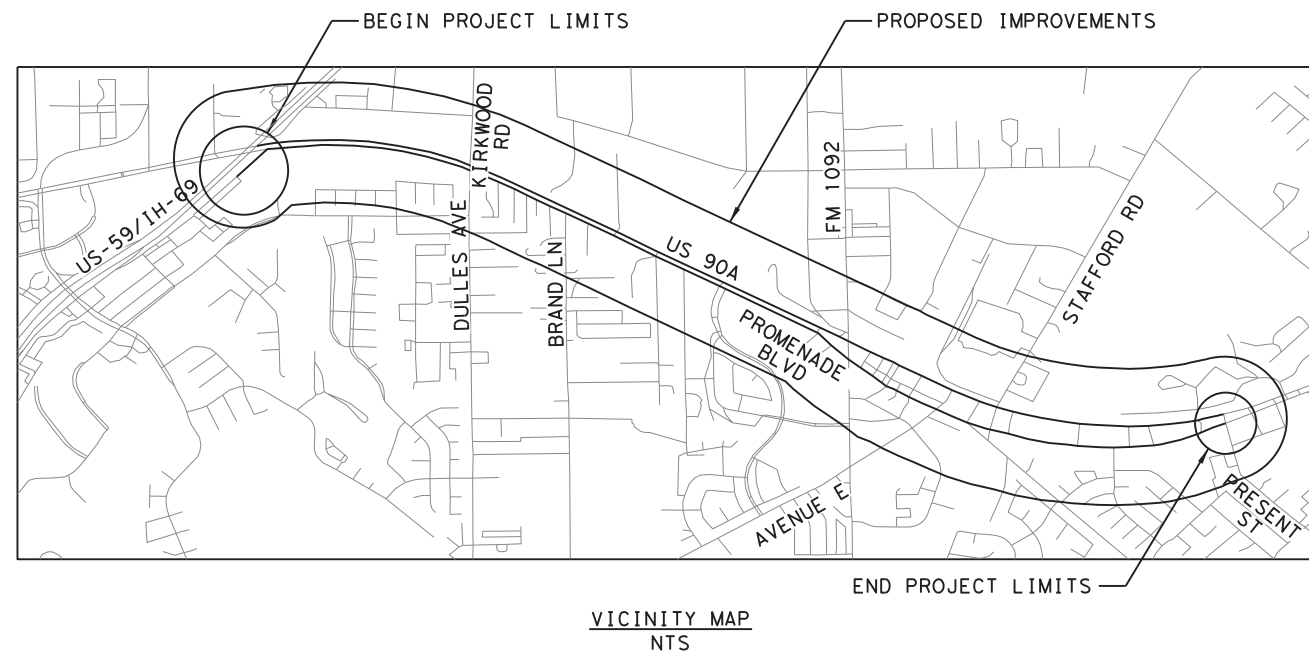 BEGIN PROJECT LIMITS
PROPOSED IMPROVEMENTS
KIRKWOOD
RD
FM 1092
US-59/IH-69
DULLES AVE
BRAND LN
US 90A
STAFFORD RD
PROMENADE
BLVD
AVENUE E
PRESENT
ST
END PROJECT LIMITS
VICINITY MAP
NTS